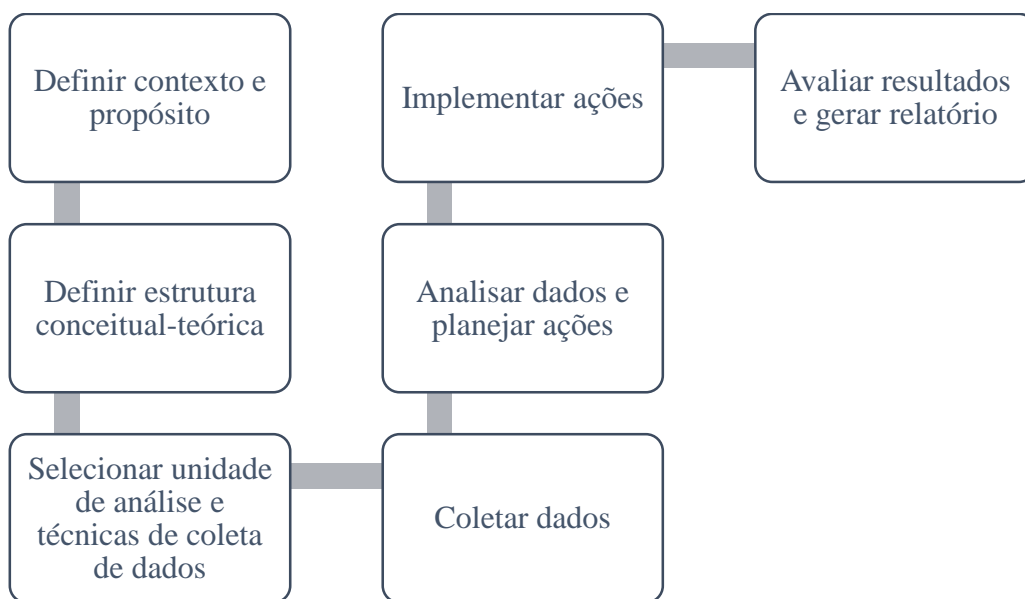 Definir contexto e
propósito
Definir estrutura
conceitual-teórica
Selecionar unidade
de análise e
técnicas de coleta
de dados
Coletar dados
Analisar dados e
planejar ações
Implementar ações
Avaliar resultados
e gerar relatório